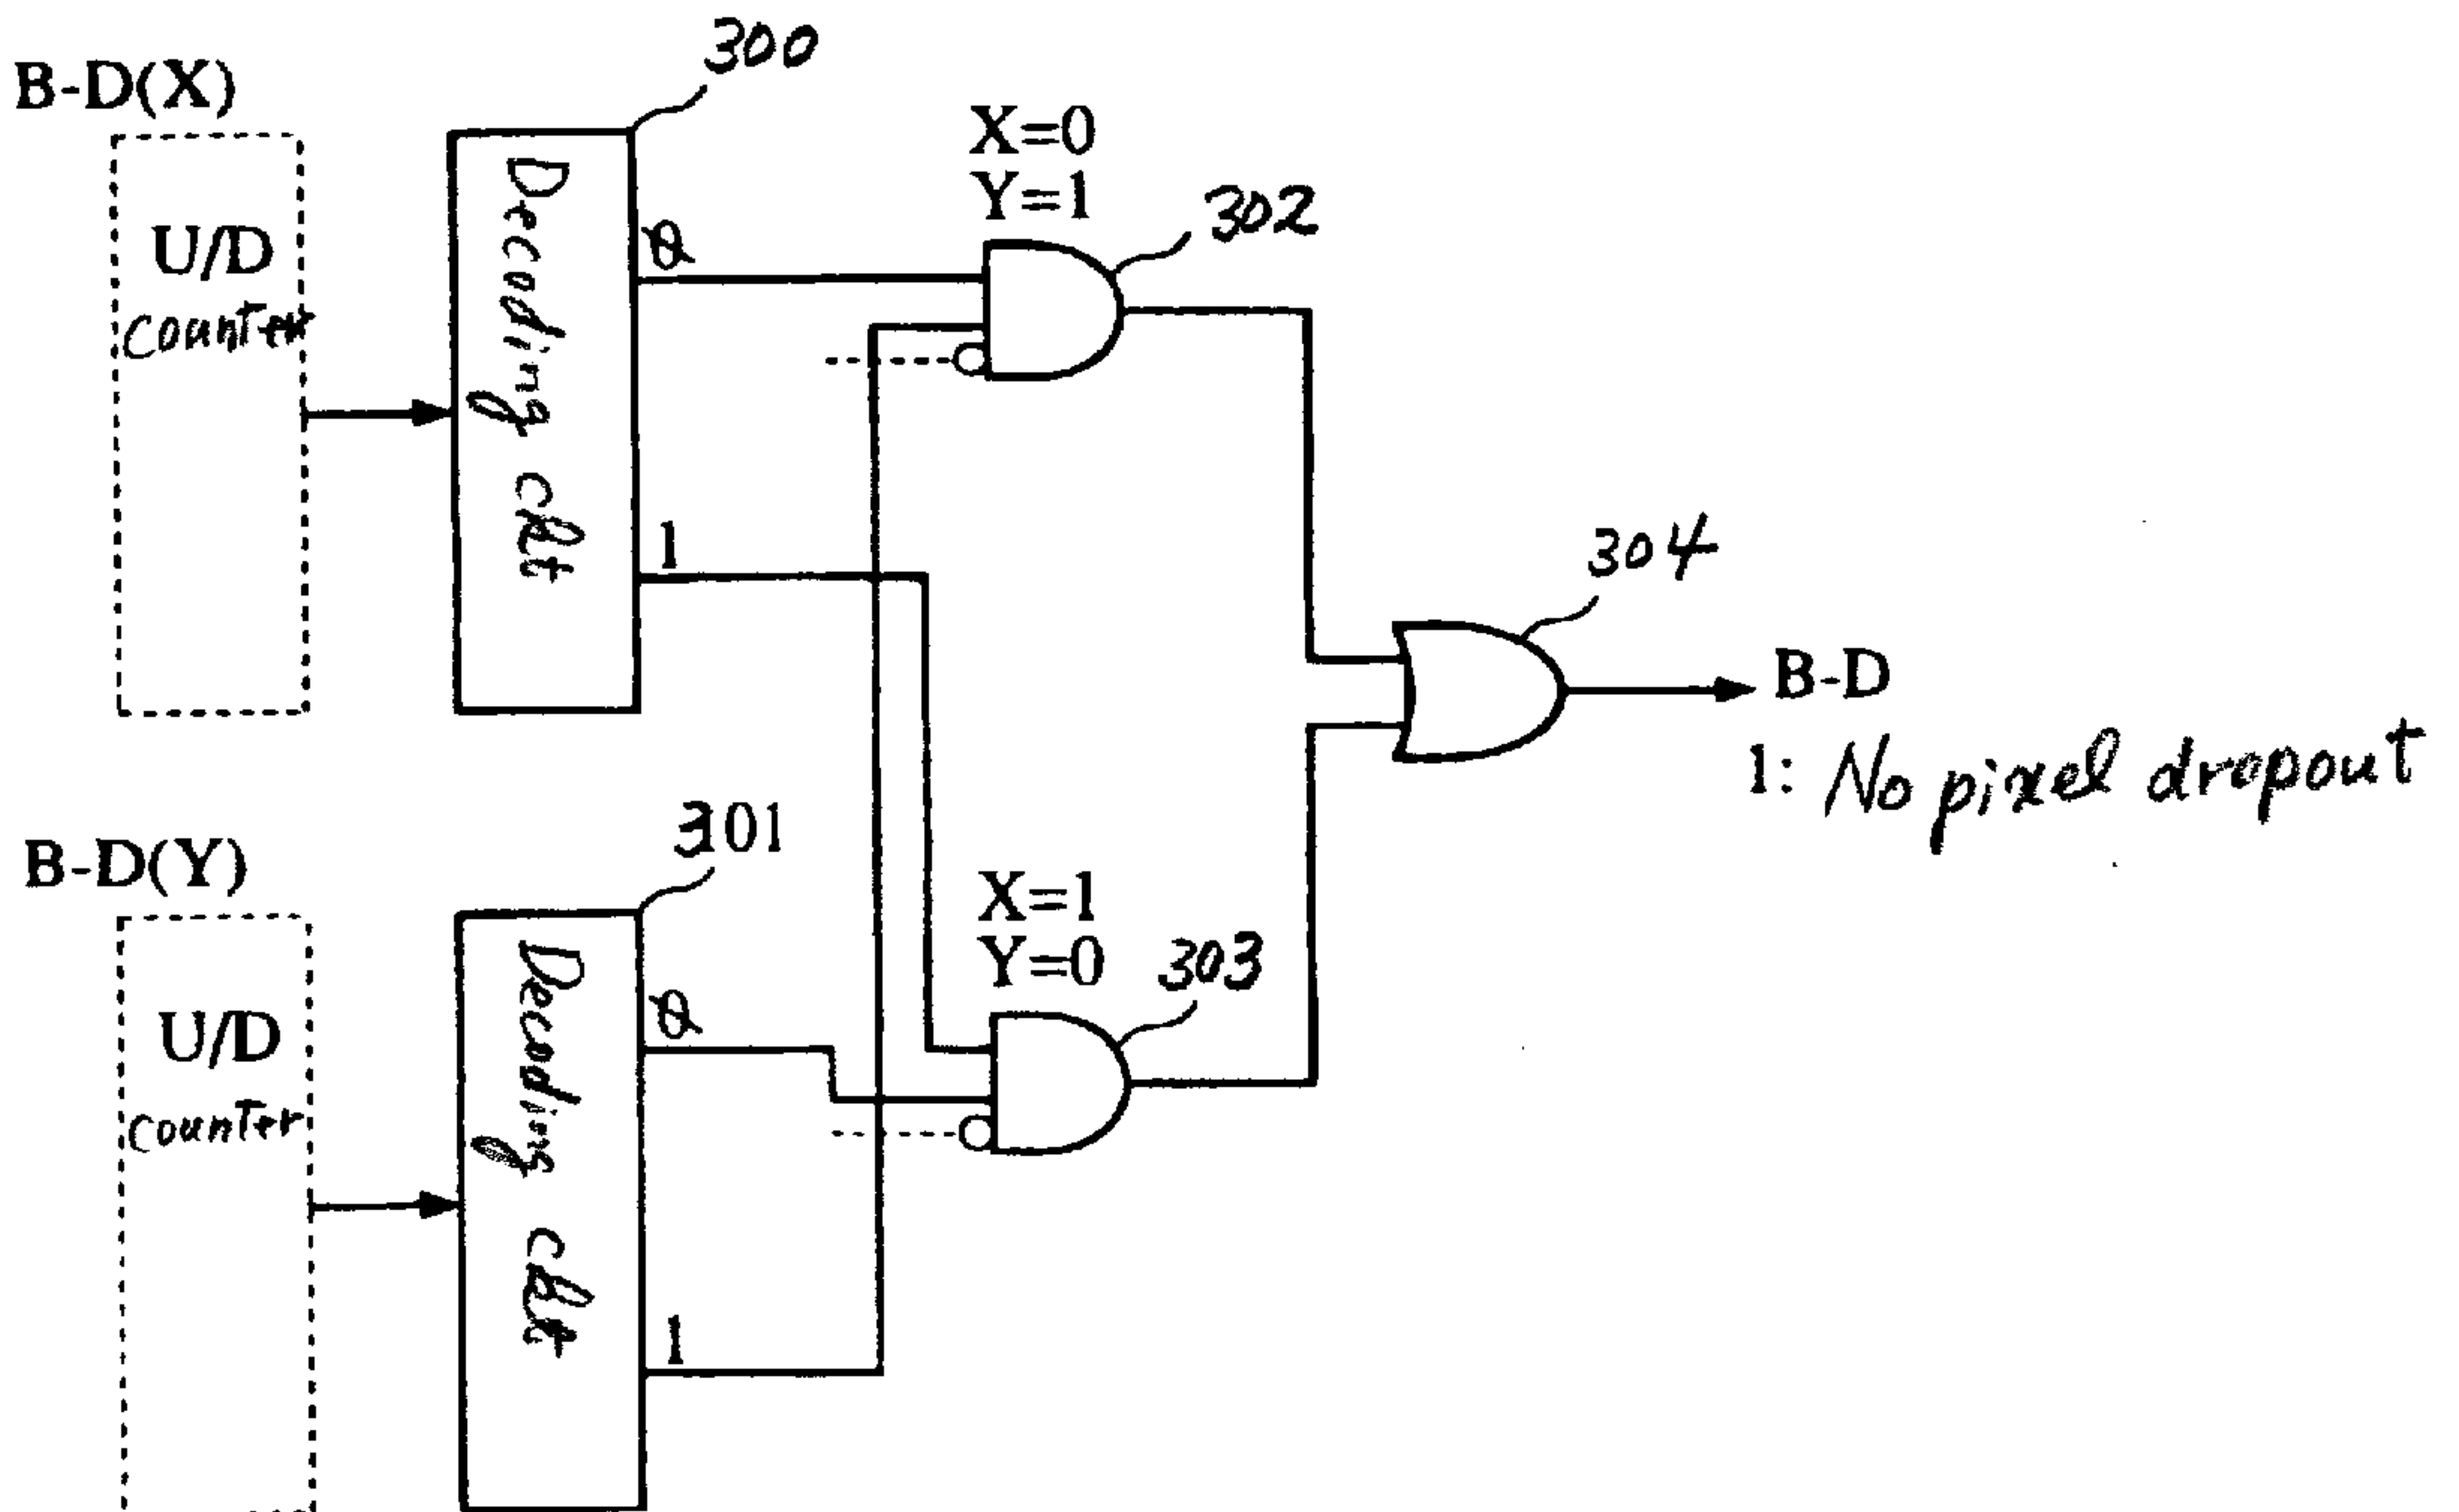 300
B-D(X)
U/D
counter
Decoding ckt
0
1
X=0
Y=1
302
304
B-D
1: No pixel dropout
301
B-D(Y)
U/D
counter
Decoding ckt
0
1
X=1
Y=0
303